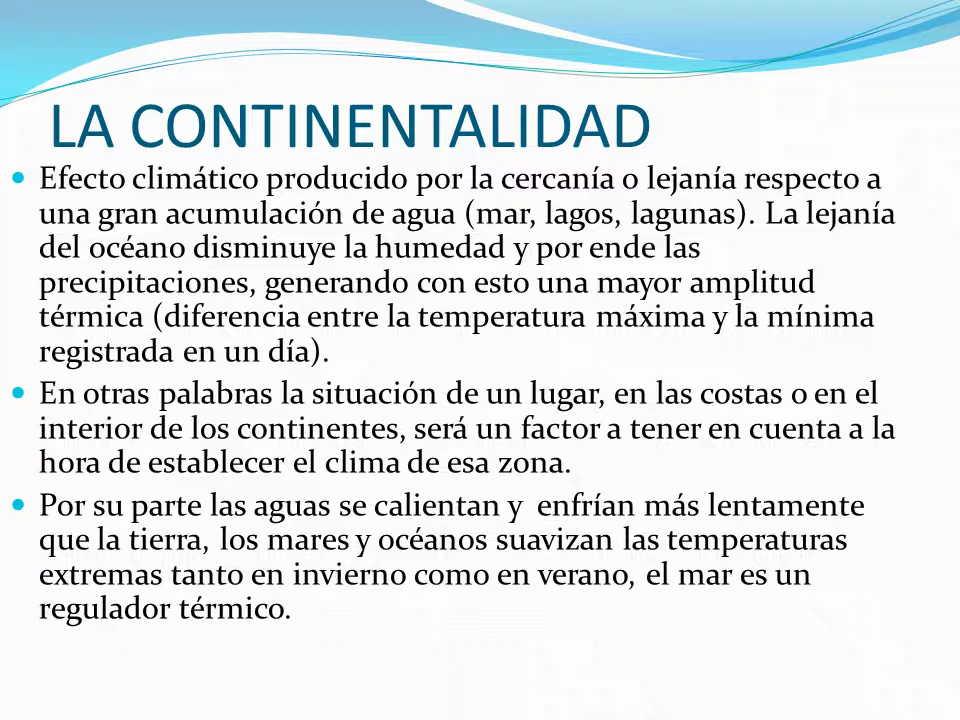 LA CONTINENTALIDAD
• Efecto climático producido por la cercanía o lejanía respecto a
una gran acumulación de agua (mar, lagos, lagunas). La lejanía
del océano disminuye la humedad y por ende las
precipitaciones, generando con esto una mayor amplitud
térmica (diferencia entre la temperatura máxima y la mínima
registrada en un día).
• En otras palabras la situación de un lugar, en las costas o en el
interior de los continentes, será un factor a tener en cuenta a la
hora de establecer el clima de esa zona.
• Por su parte las aguas se calientan y  enfrían más lentamente
que la tierra, los mares y océanos suavizan las temperaturas
extremas tanto en invierno como en verano, el mar es un
regulador térmico.